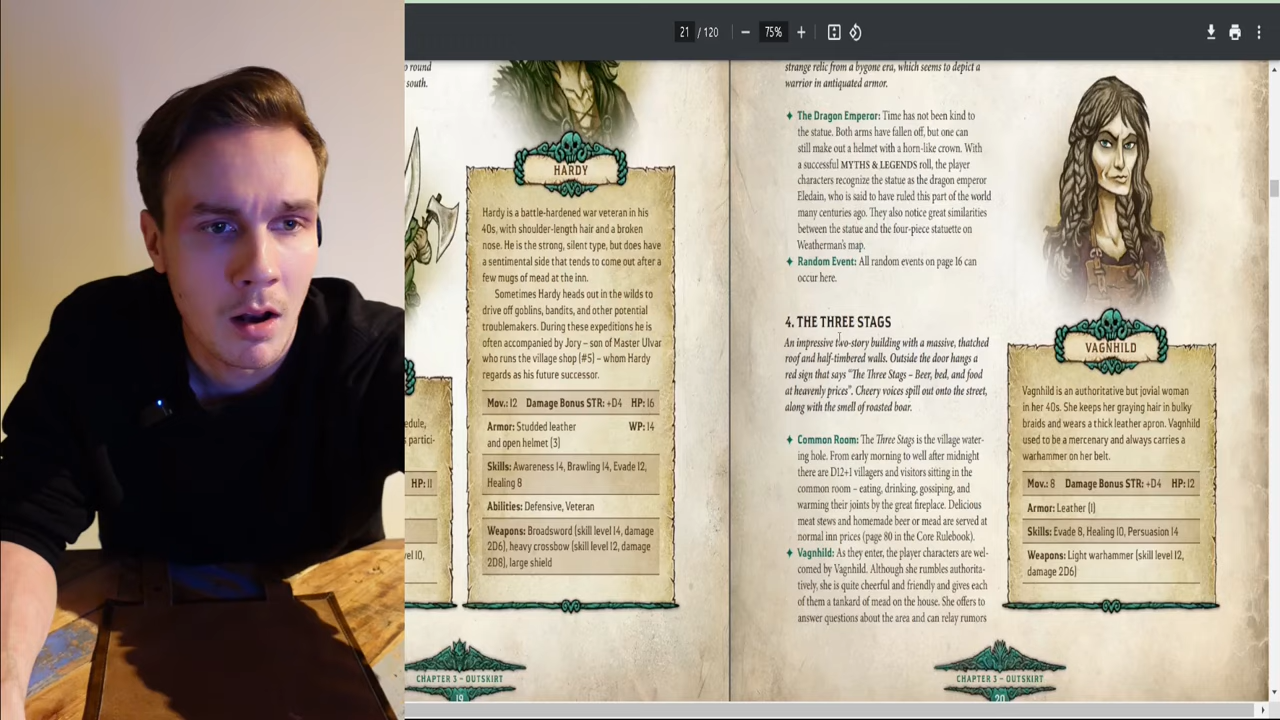 21 / 120
75%
o round
south.
HARDY
Hardy is a battle-hardened war veteran in his
40s, with shoulder-length hair and a broken
nose. He is the strong, silent type, but does have
a sentimental side that tends to come out after a
few mugs of mead at the inn.
Sometimes Hardy heads out in the wilds to
drive off goblins, bandits, and other potential
troublemakers. During these expeditions he is
often accompanied by Jory – son of Master Ulvar
who runs the village shop (#5) – whom Hardy
regards as his future successor.
Mov.: 12 Damage Bonus STR: +D4 HP: 16
Armor: Studded leather WP: 14
and open helmet (3)
Skills: Awareness 14, Brawling 14, Evade 12,
Healing 8
Abilities: Defensive, Veteran
Weapons: Broadsword (skill level 14, damage
2D6), heavy crossbow (skill level 12, damage
2D8), large shield
edule,
s partici-
HP: 11
l 10,
CHAPTER 3 – OUTSKIRT
19
strange relic from a bygone era, which seems to depict a
warrior in antiquated armor.
The Dragon Emperor: Time has not been kind to
the statue. Both arms have fallen off, but one can
still make out a helmet with a horn-like crown. With
a successful MYTHS & LEGENDS roll, the player
characters recognize the statue as the dragon emperor
Eledain, who is said to have ruled this part of the world
many centuries ago. They also notice great similarities
between the statue and the four-piece statuette on
Weatherman's map.
Random Event: All random events on page 16 can
occur here.
4. THE THREE STAGS
An impressive two-story building with a massive, thatched
roof and half-timbered walls. Outside the door hangs a
red sign that says "The Three Stags – Beer, bed, and food
at heavenly prices". Cheery voices spill out onto the street,
along with the smell of roasted boar.
Common Room: The Three Stags is the village water-
ing hole. From early morning to well after midnight
there are D12+1 villagers and visitors sitting in the
common room – eating, drinking, gossiping, and
warming their joints by the great fireplace. Delicious
meat stews and homemade beer or mead are served at
normal inn prices (page 80 in the Core Rulebook).
Vagnhild: As they enter, the player characters are wel-
comed by Vagnhild. Although she rumbles authorita-
tively, she is quite cheerful and friendly and gives each
of them a tankard of mead on the house. She offers to
answer questions about the area and can relay rumors
VAGNHILD
Vagnhild is an authoritative but jovial woman
in her 40s. She keeps her graying hair in bulky
braids and wears a thick leather apron. Vagnhild
used to be a mercenary and always carries a
warhammer on her belt.
Mov.: 8 Damage Bonus STR: +D4 HP: 12
Armor: Leather (1)
Skills: Evade 8, Healing 10, Persuasion 14
Weapons: Light warhammer (skill level 12,
damage 2D6)
CHAPTER 3 – OUTSKIRT
20